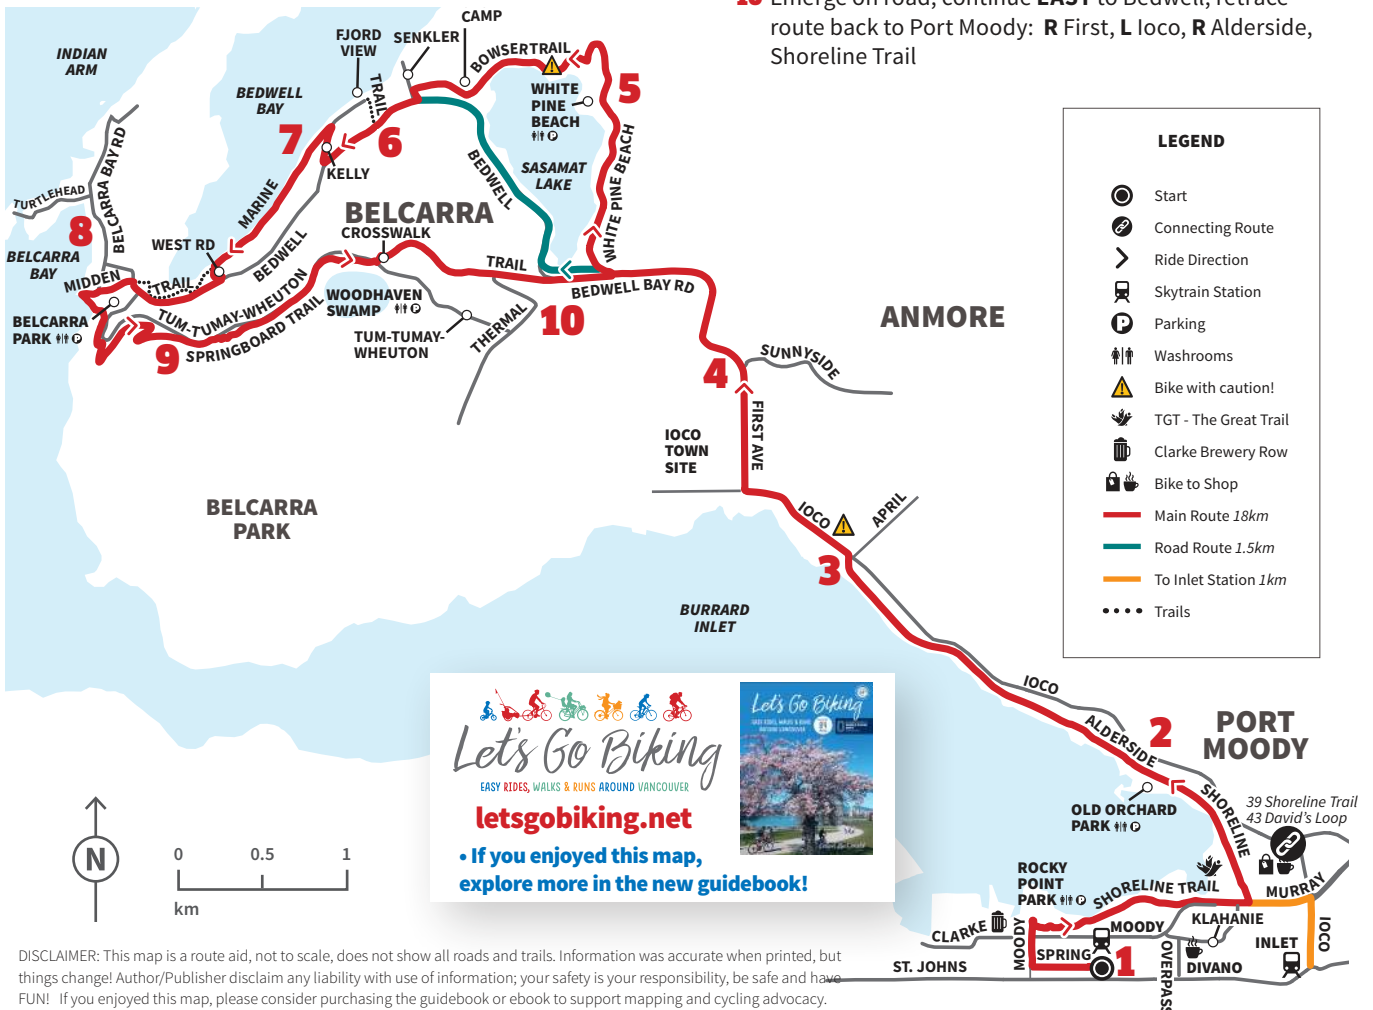 10 Emerge on road, continue EAST to Bedwell, retrace
route back to Port Moody: R First, L Ioco, R Alderside,
Shoreline Trail
INDIAN
ARM
BEDWELL
BAY
FJORD
VIEW
SENKLER
CAMP
TRAIL
BOWSER TRAIL
WHITE
PINE
BEACH
5
6
7
KELLY
SASAMAT
LAKE
WHITE PINE BEACH
BEDWELL
MARINE
BELCARRA
CROSSWALK
TURTLEHEAD
BELCARRA BAY RD
8
BELCARRA
BAY
WEST RD
BEDWELL
MIDDEN
TRAIL
TRAIL
TUM-TUMAY-WHEUTON
SPRINGBOARD TRAIL
WOODHAVEN
SWAMP
BELCARRA
PARK
9
TUM-TUMAY-
WHEUTON
THERMAL
10
BEDWELL BAY RD
ANMORE
4
SUNNYSIDE
FIRST AVE
IOCO
TOWN
SITE
BELCARRA
PARK
IOCO
APRIL
3
BURRARD
INLET
LEGEND
Start
Connecting Route
Ride Direction
Skytrain Station
P Parking
Washrooms
Bike with caution!
TGT - The Great Trail
Clarke Brewery Row
Bike to Shop
Main Route 18km
Road Route 1.5km
To Inlet Station 1km
Trails
IOCO
ALDERSIDE
2
PORT
MOODY
OLD ORCHARD
PARK
SHORELINE
39 Shoreline Trail
43 David's Loop
ROCKY
POINT
PARK
SHORELINE TRAIL
MURRAY
CLARKE
MOODY
MOODY
KLAHANIE
SPRING
1
OVERPASS
DIVANO
INLET
IOCO
ST. JOHNS
Let's Go Biking
EASY RIDES, WALKS & RUNS AROUND VANCOUVER
letsgobiking.net
• If you enjoyed this map,
explore more in the new guidebook!
Let's Go Biking
N
0 0.5 1
km
DISCLAIMER: This map is a route aid, not to scale, does not show all roads and trails. Information was accurate when printed, but
things change! Author/Publisher disclaim any liability with use of information; your safety is your responsibility, be safe and have
FUN! If you enjoyed this map, please consider purchasing the guidebook or ebook to support mapping and cycling advocacy.